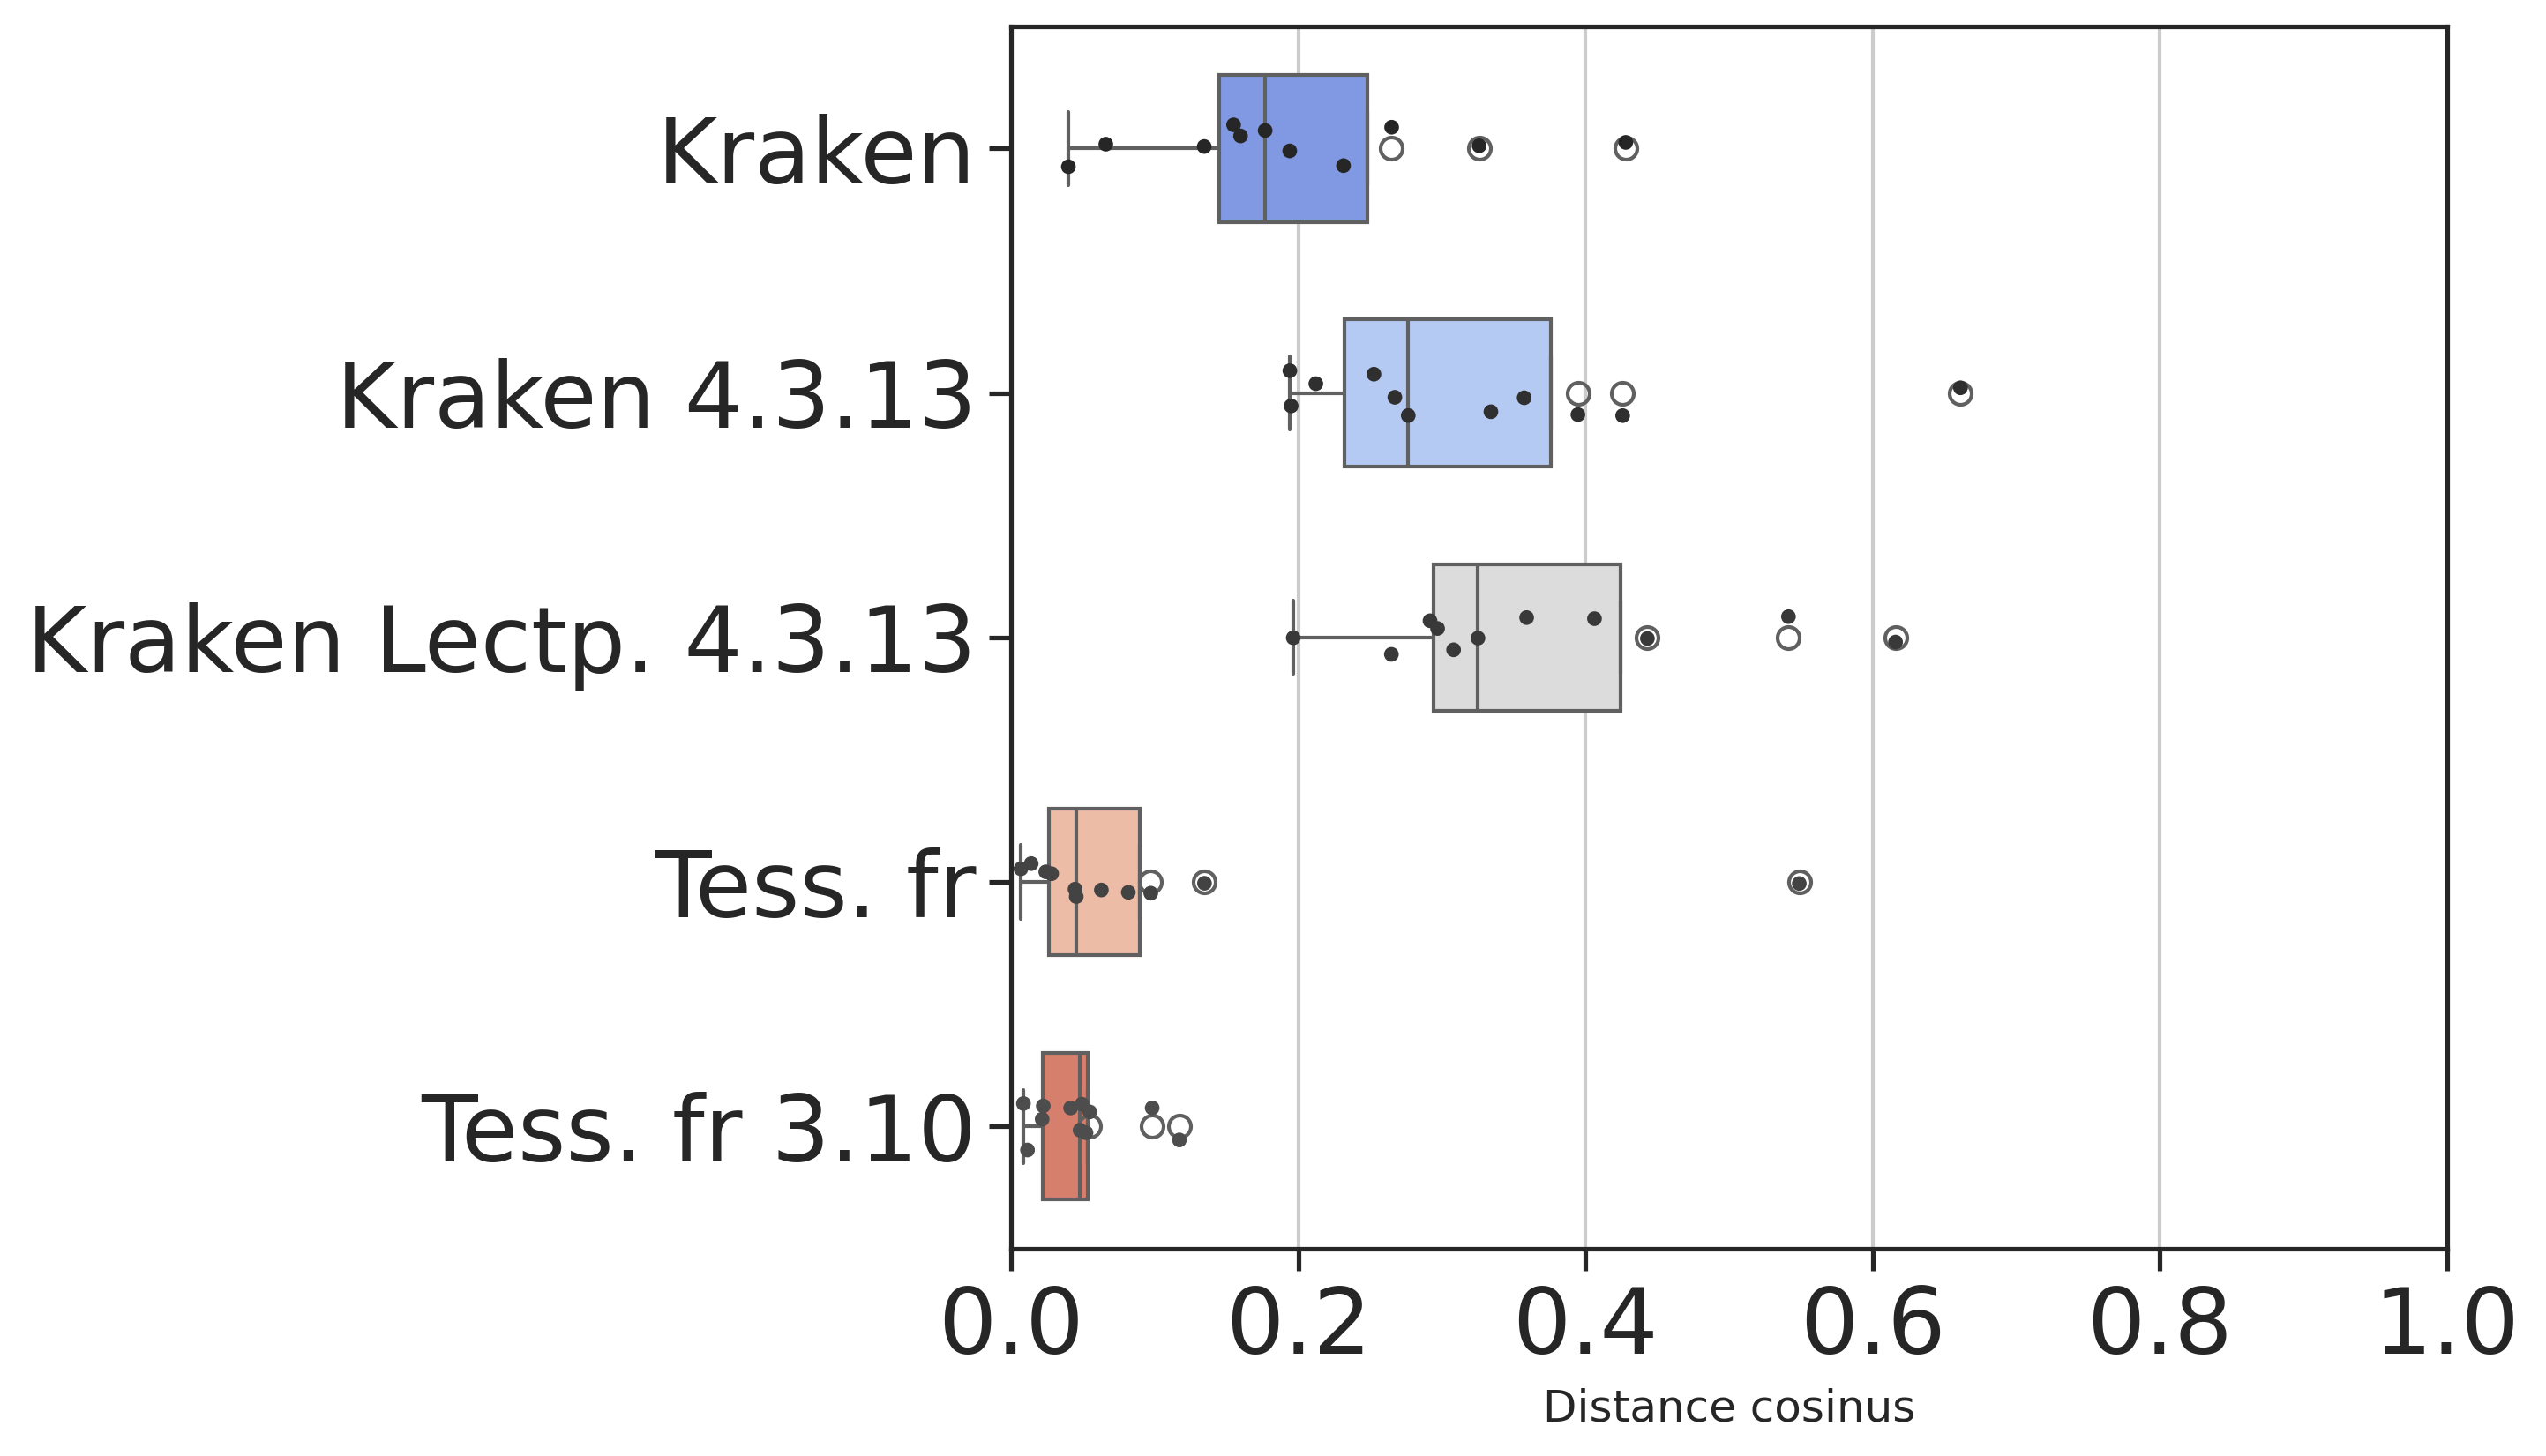 Kraken
Kraken 4.3.13
Kraken Lectp. 4.3.13
Tess. fr
Tess. fr 3.10
0.0 0.2 0.4 0.6 0.8 1.0
Distance cosinus